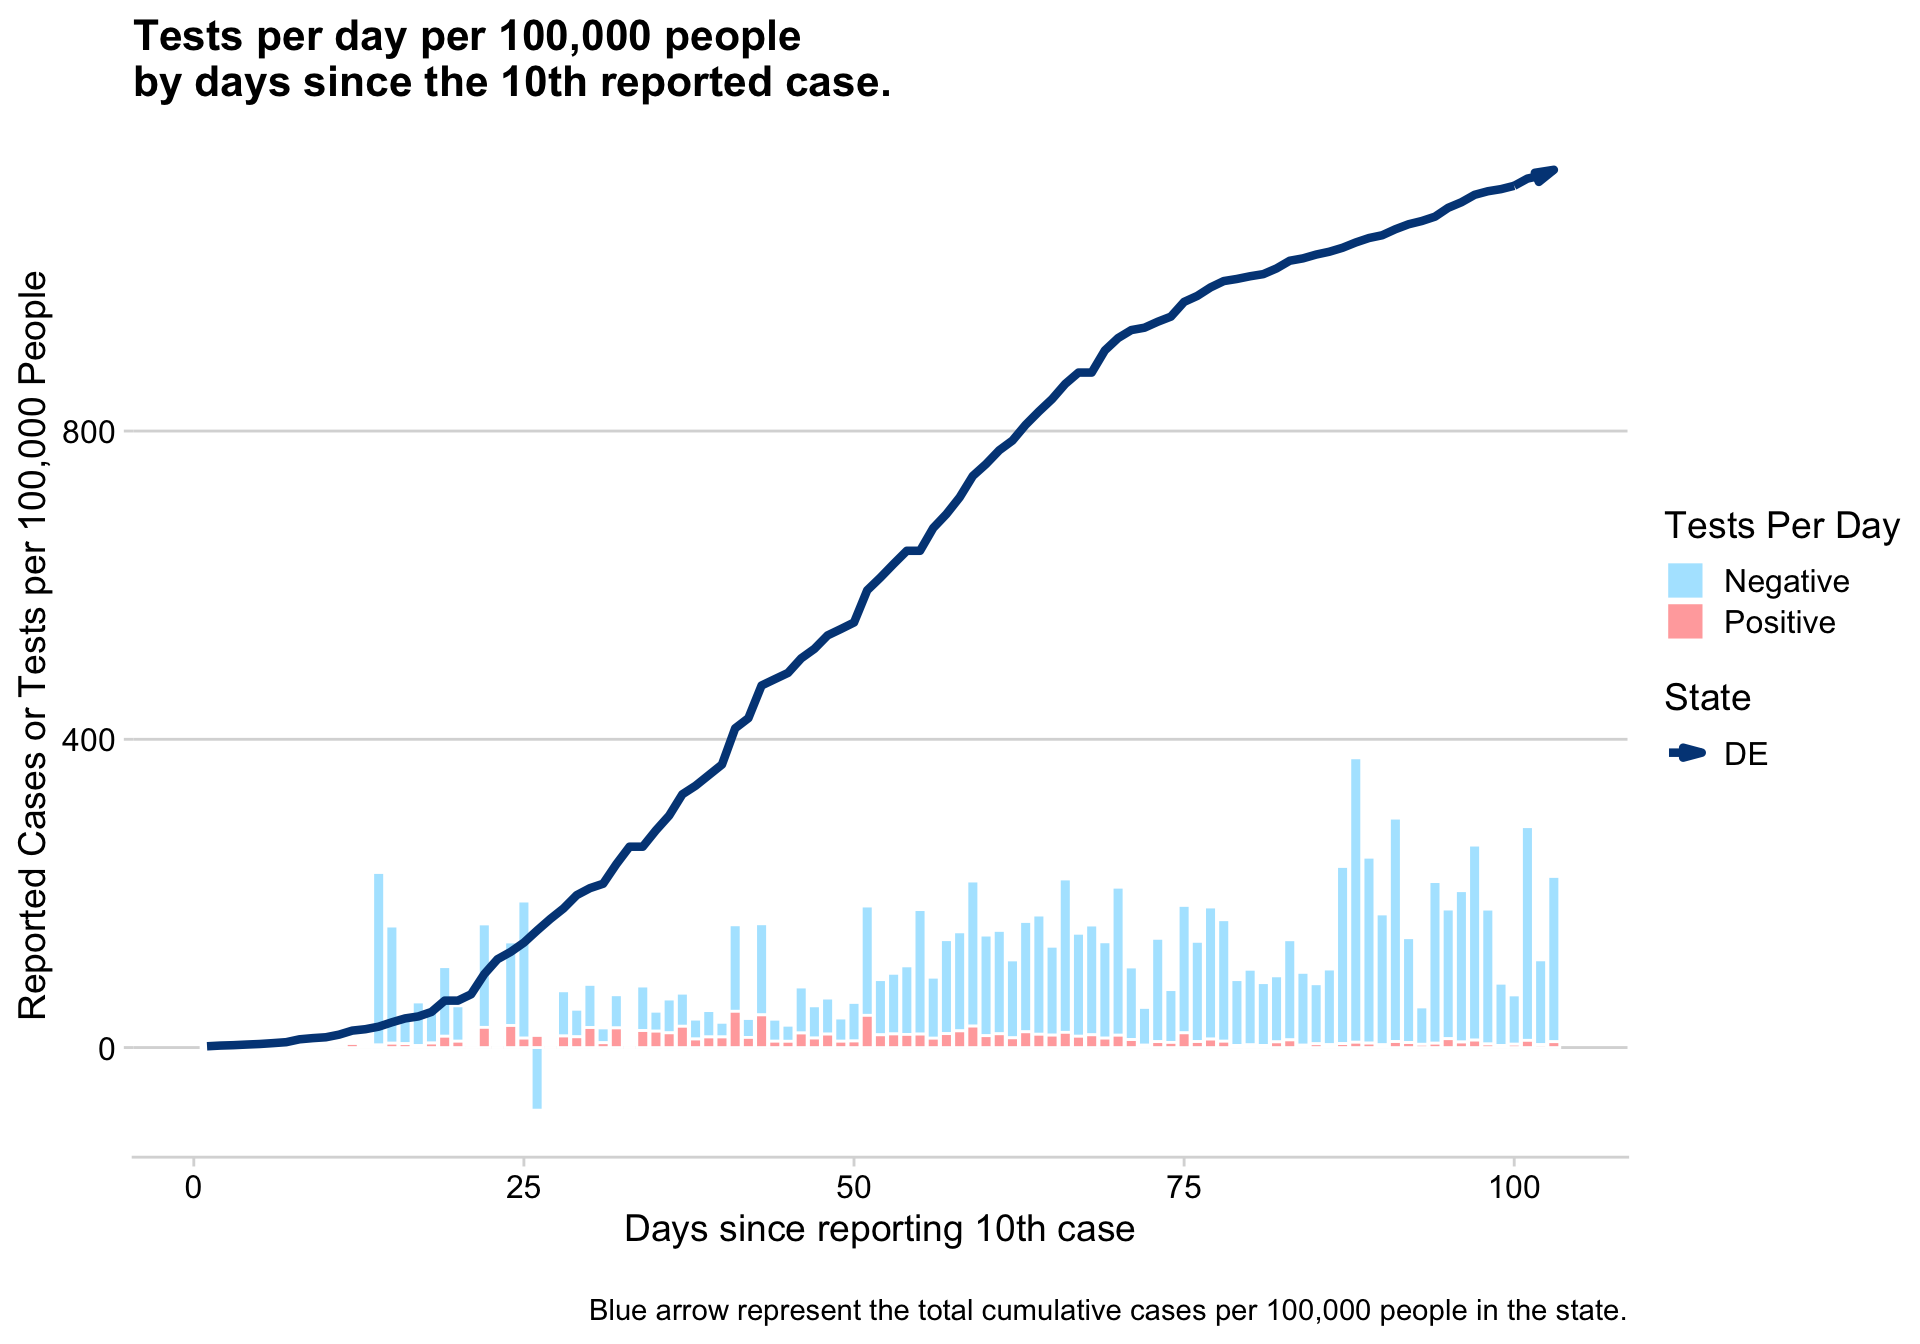 Tests per day per 100,000 people
by days since the 10th reported case.
Reported Cases or Tests per 100,000 People
800
400
0
0
25
50
75
100
Days since reporting 10th case
Tests Per Day
Negative
Positive
State
DE
Blue arrow represent the total cumulative cases per 100,000 people in the state.